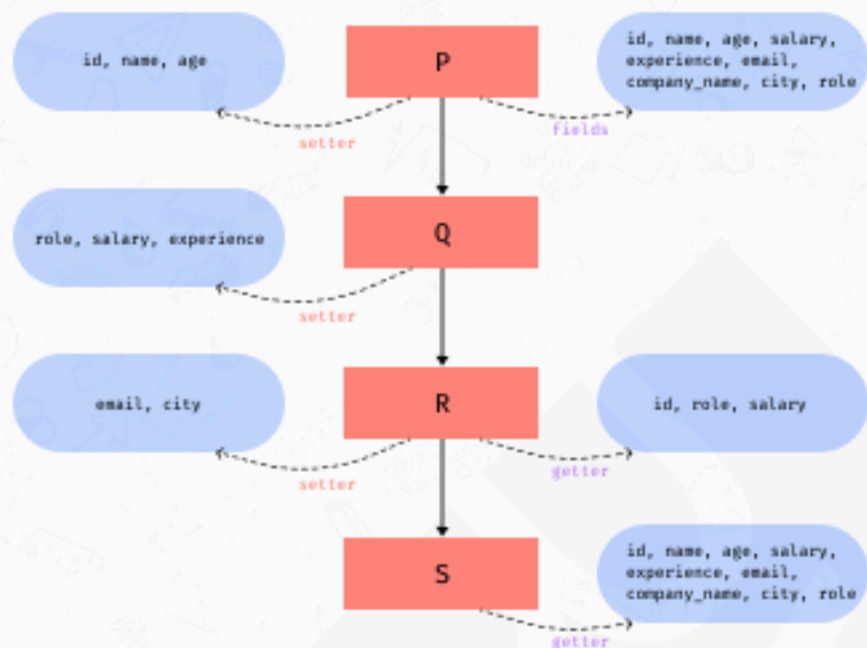 id, name, age
P
id, name, age, salary,
experience, email,
company_name, city, role
setter
fields
role, salary, experience
Q
setter
email, city
R
id, role, salary
setter
getter
S
id, name, age, salary,
experience, email,
company_name, city, role
getter